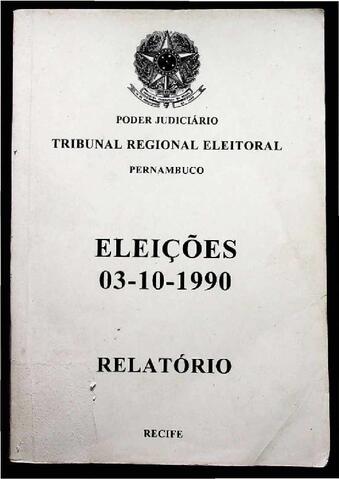 PODER JUDICIÁRIO
TRIBUNAL REGIONAL ELEITORAL
PERNAMBUCO
ELEIÇÕES
03-10-1990
RELATÓRIO
RECIFE